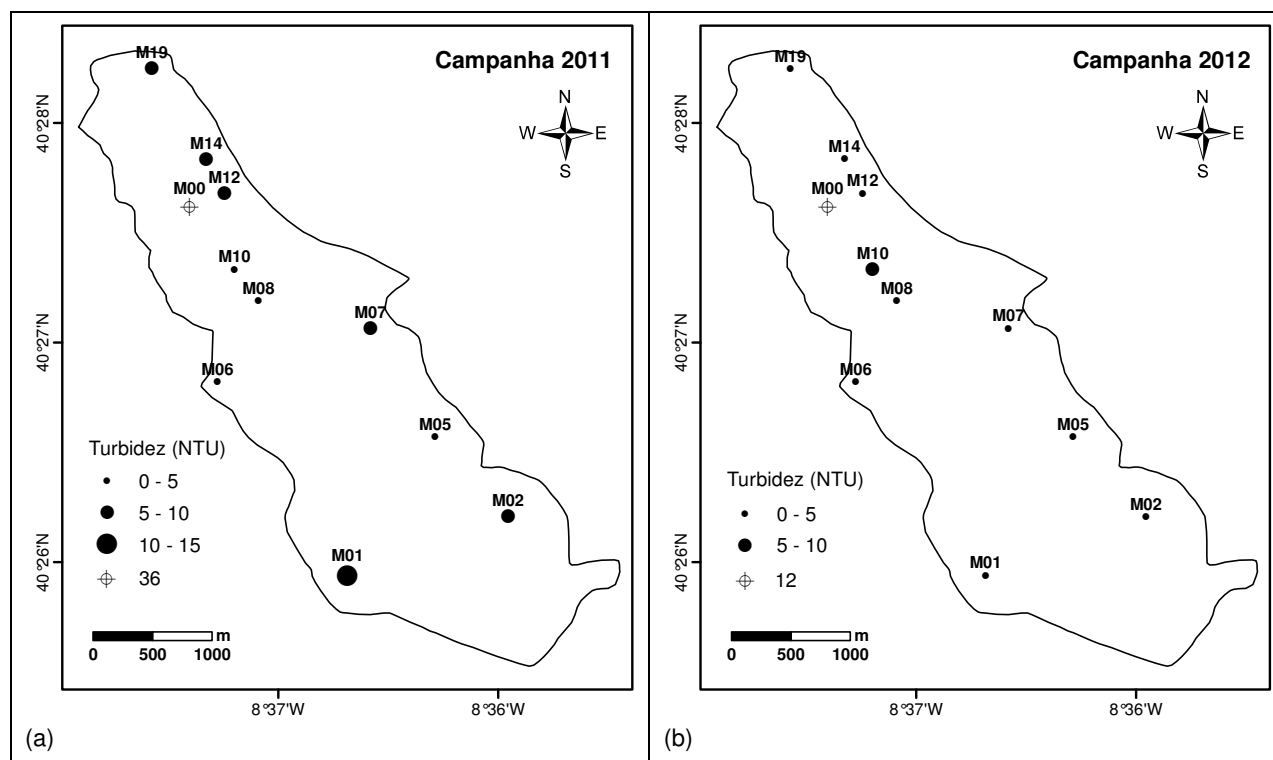 Campanha 2011
N
W E
S
40°28'N
40°27'N
40°26'N
M19
M14
M12
M00
M10
M08
M07
M06
M05
M02
M01
Turbidez (NTU)
0 - 5
5 - 10
10 - 15
36
m
0 500 1000
8°37'W 8°36'W
(a)
Campanha 2012
N
W E
S
40°28'N
40°27'N
40°26'N
M19
M14
M12
M00
M10
M08
M07
M06
M05
M02
M01
Turbidez (NTU)
0 - 5
5 - 10
12
m
0 500 1000
8°37'W 8°36'W
(b)